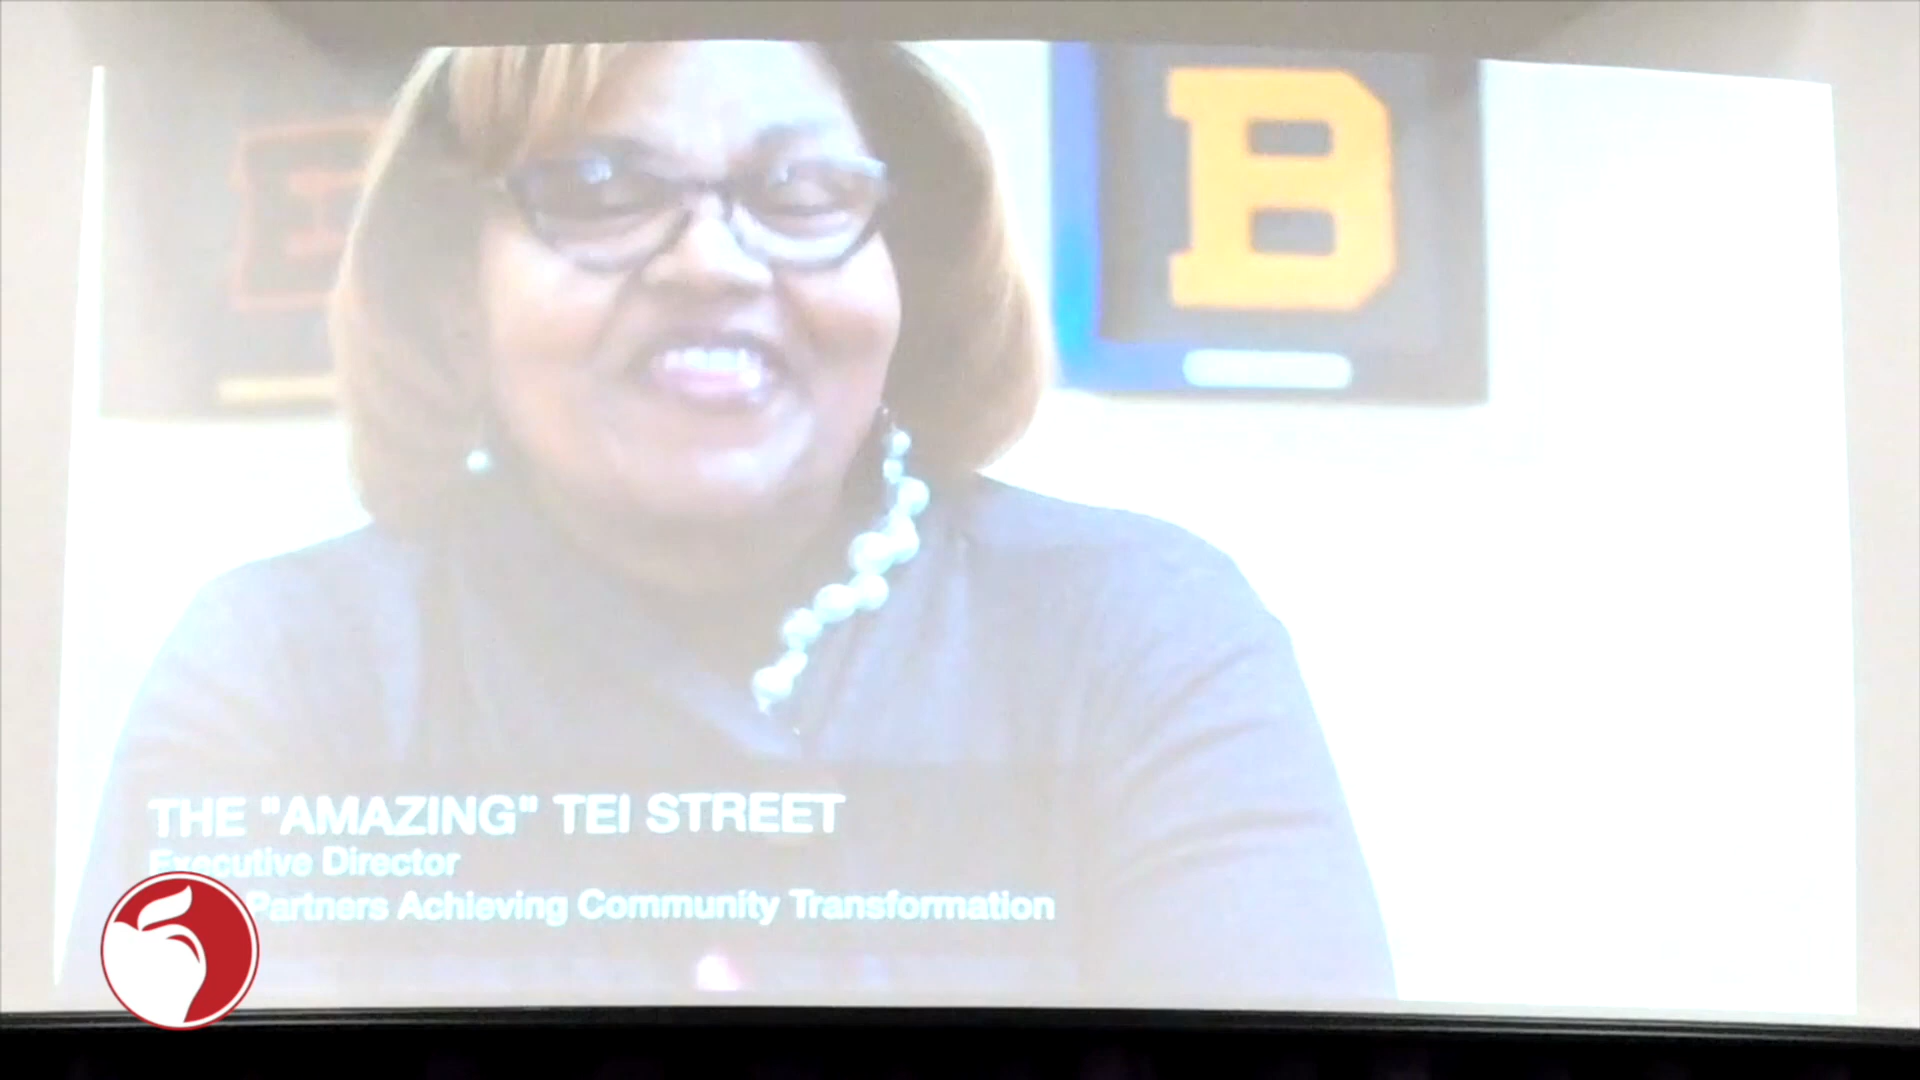 B
THE "AMAZING" TEI STREET
Executive Director
Partners Achieving Community Transformation